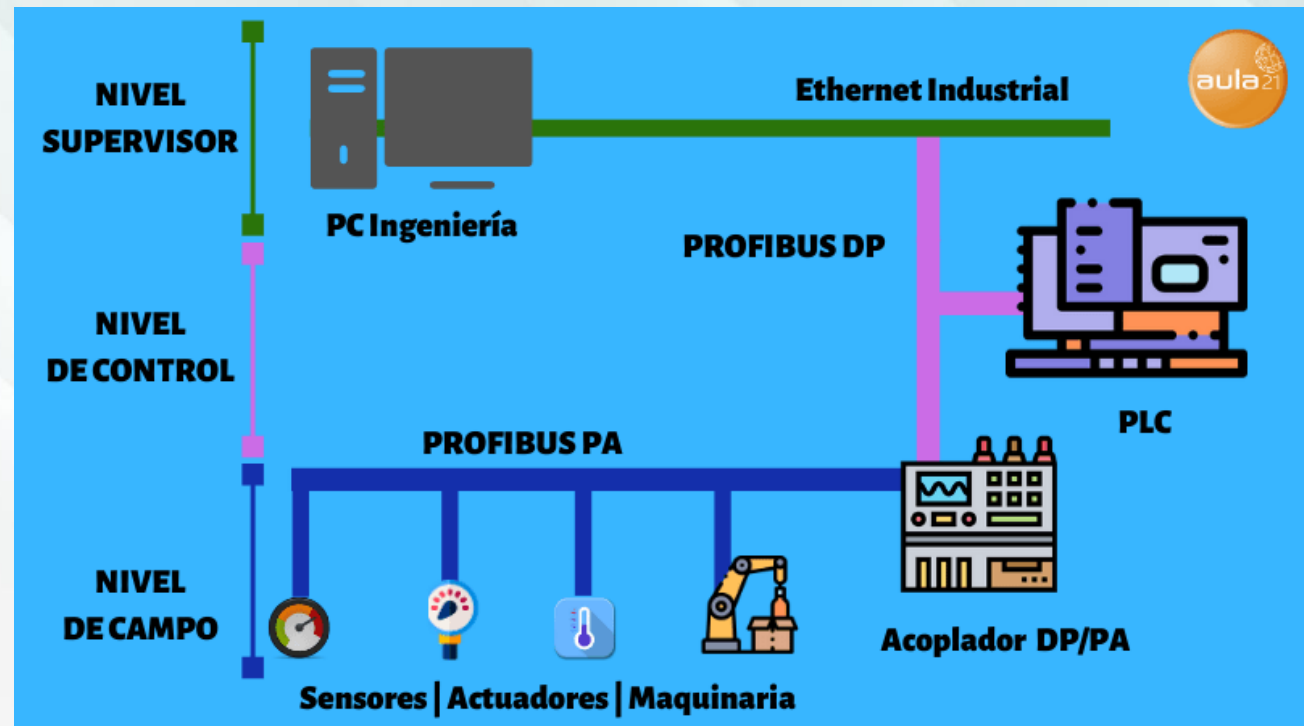 NIVEL
SUPERVISOR
Ethernet Industrial
aula21
PC Ingeniería
PROFIBUS DP
NIVEL
DE CONTROL
PLC
PROFIBUS PA
NIVEL
DE CAMPO
Acoplador DP/PA
Sensores | Actuadores | Maquinaria